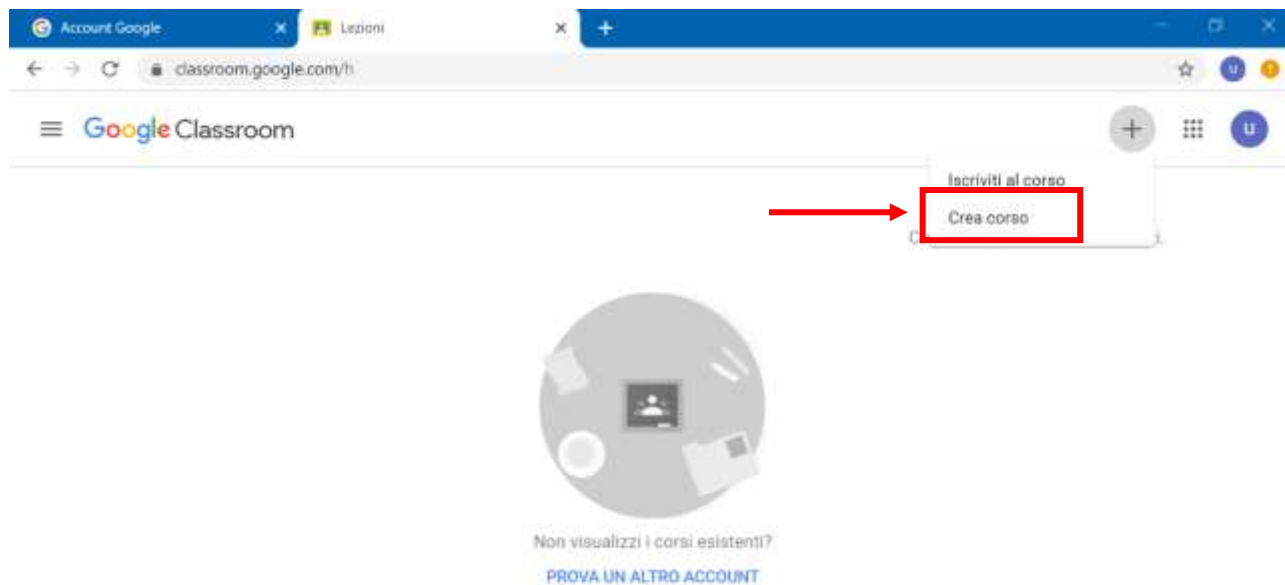 Account Google
Lezioni
classroom.google.com/h
Google Classroom
u
Iscriviti al corso
Crea corso
Non visualizzi i corsi esistenti?
PROVA UN ALTRO ACCOUNT